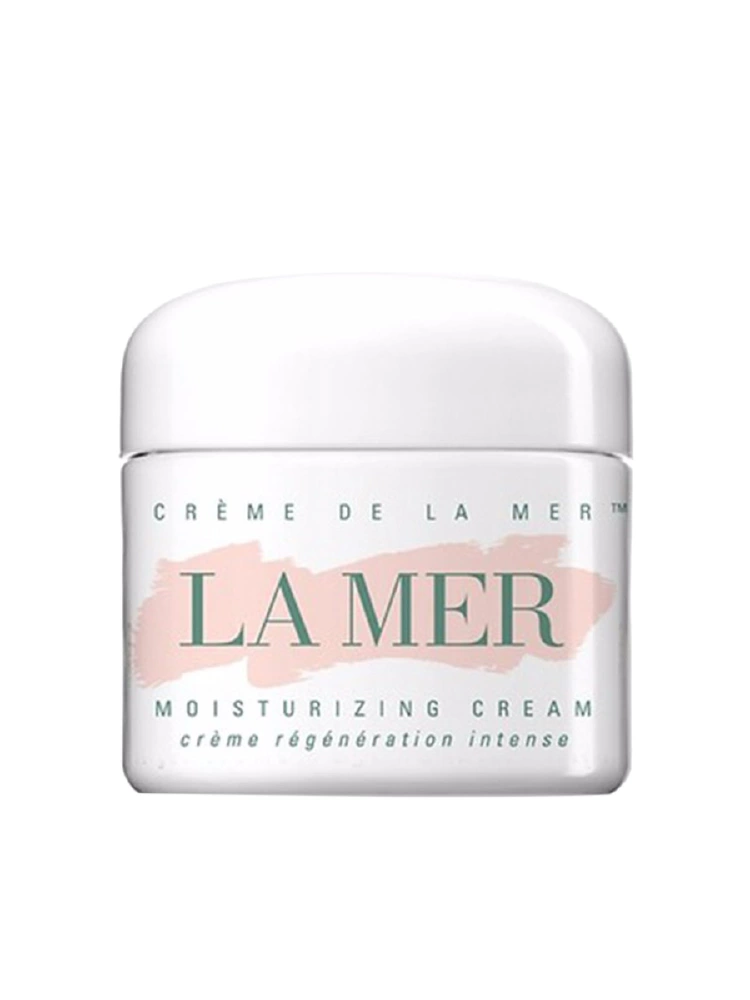 CRÈME DE LA MER™
LA MER
MOISTURIZING CREAM
crème régénération intense